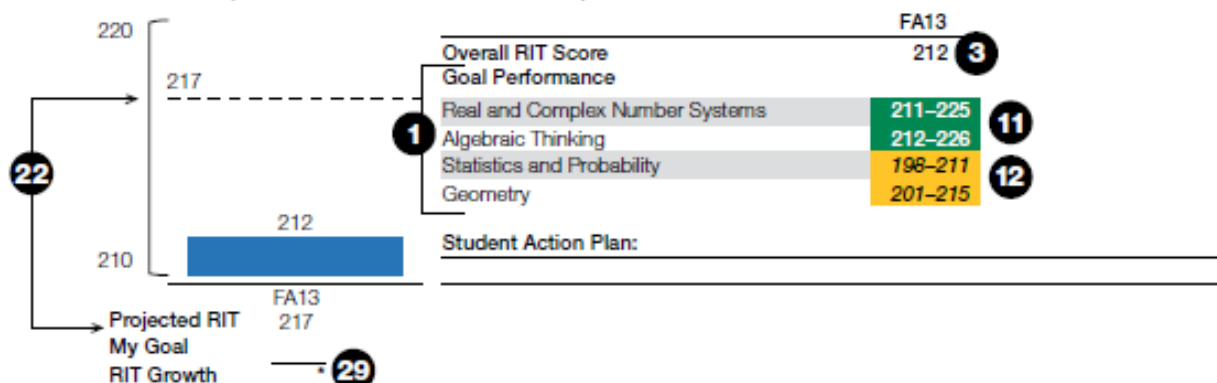 220
217
210
212
FA13
Projected RIT 217
My Goal
RIT Growth * 29
22
FA13
Overall RIT Score 212 3
Goal Performance
1
Real and Complex Number Systems 211–225
Algebraic Thinking 212–226
11
Statistics and Probability 198–211
Geometry 201–215
12
Student Action Plan: